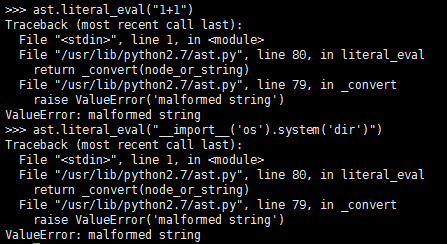 >>> ast.literal_eval("1+1")
Traceback (most recent call last):
  File "<stdin>", line 1, in <module>
  File "/usr/lib/python2.7/ast.py", line 80, in literal_eval
    return _convert(node_or_string)
  File "/usr/lib/python2.7/ast.py", line 79, in _convert
    raise ValueError('malformed string')
ValueError: malformed string
>>> ast.literal_eval("__import__('os').system('dir')")
Traceback (most recent call last):
  File "<stdin>", line 1, in <module>
  File "/usr/lib/python2.7/ast.py", line 80, in literal_eval
    return _convert(node_or_string)
  File "/usr/lib/python2.7/ast.py", line 79, in _convert
    raise ValueError('malformed string')
ValueError: malformed string